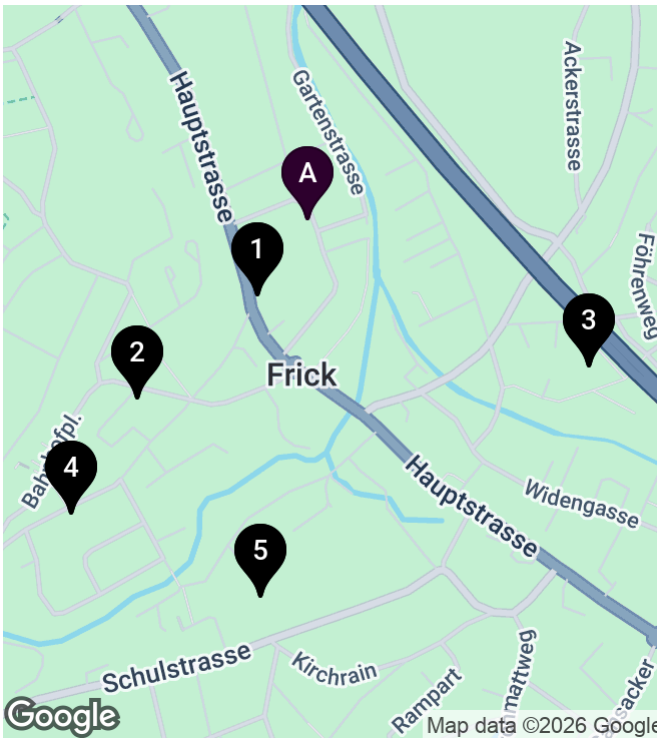 Hauptstrasse
Gartenstrasse
Ackerstrasse
A
1
Föhrenweg
3
2
Frick
Bahnhofpl.
4
Hauptstrasse
Widengasse
5
Schulstrasse
Kirchrain
Rampart
Google
Map data ©2026 Google